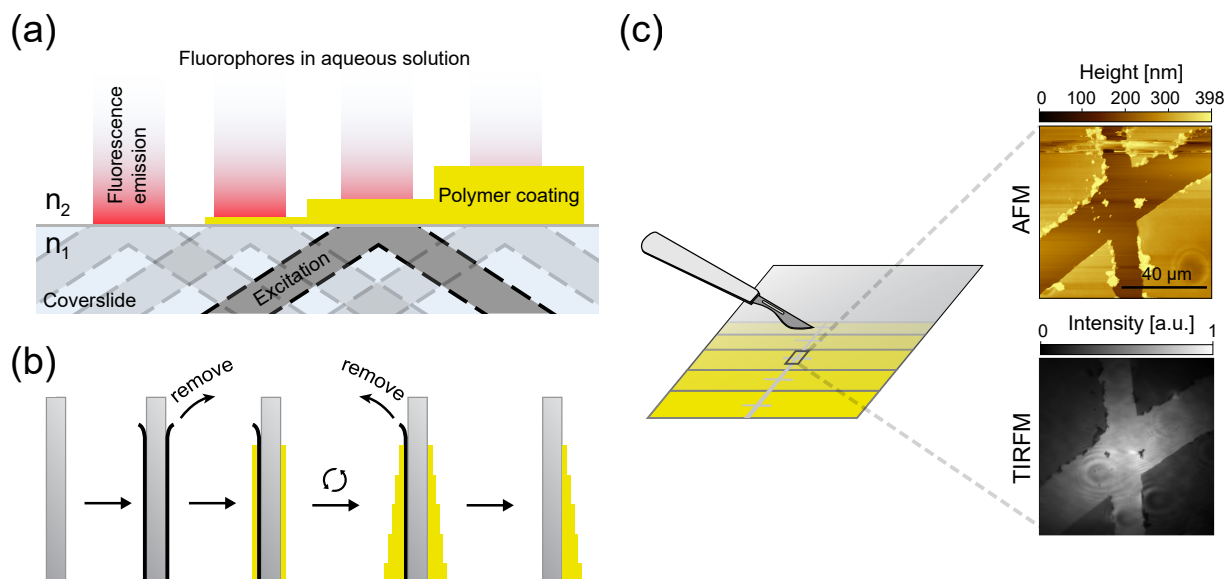 (a)
Fluorophores in aqueous solution
Fluorescence
emission
n2
Polymer coating
n1
Excitation
Coverslide
(b)
remove
remove
(c)
Height [nm]
0 100 200 300 398
AFM
40 μm
0 Intensity [a.u.] 1
TIRFM